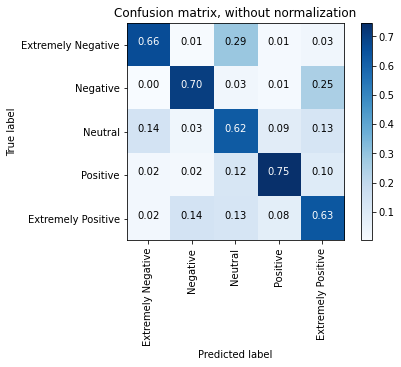 Confusion matrix, without normalization
True label
Extremely Negative 0.66 0.01 0.29 0.01 0.03
Negative 0.00 0.70 0.03 0.01 0.25
Neutral 0.14 0.03 0.62 0.09 0.13
Positive 0.02 0.02 0.12 0.75 0.10
Extremely Positive 0.02 0.14 0.13 0.08 0.63
Extremely Negative
Negative
Neutral
Positive
Extremely Positive
Predicted label
0.7
0.6
0.5
0.4
0.3
0.2
0.1